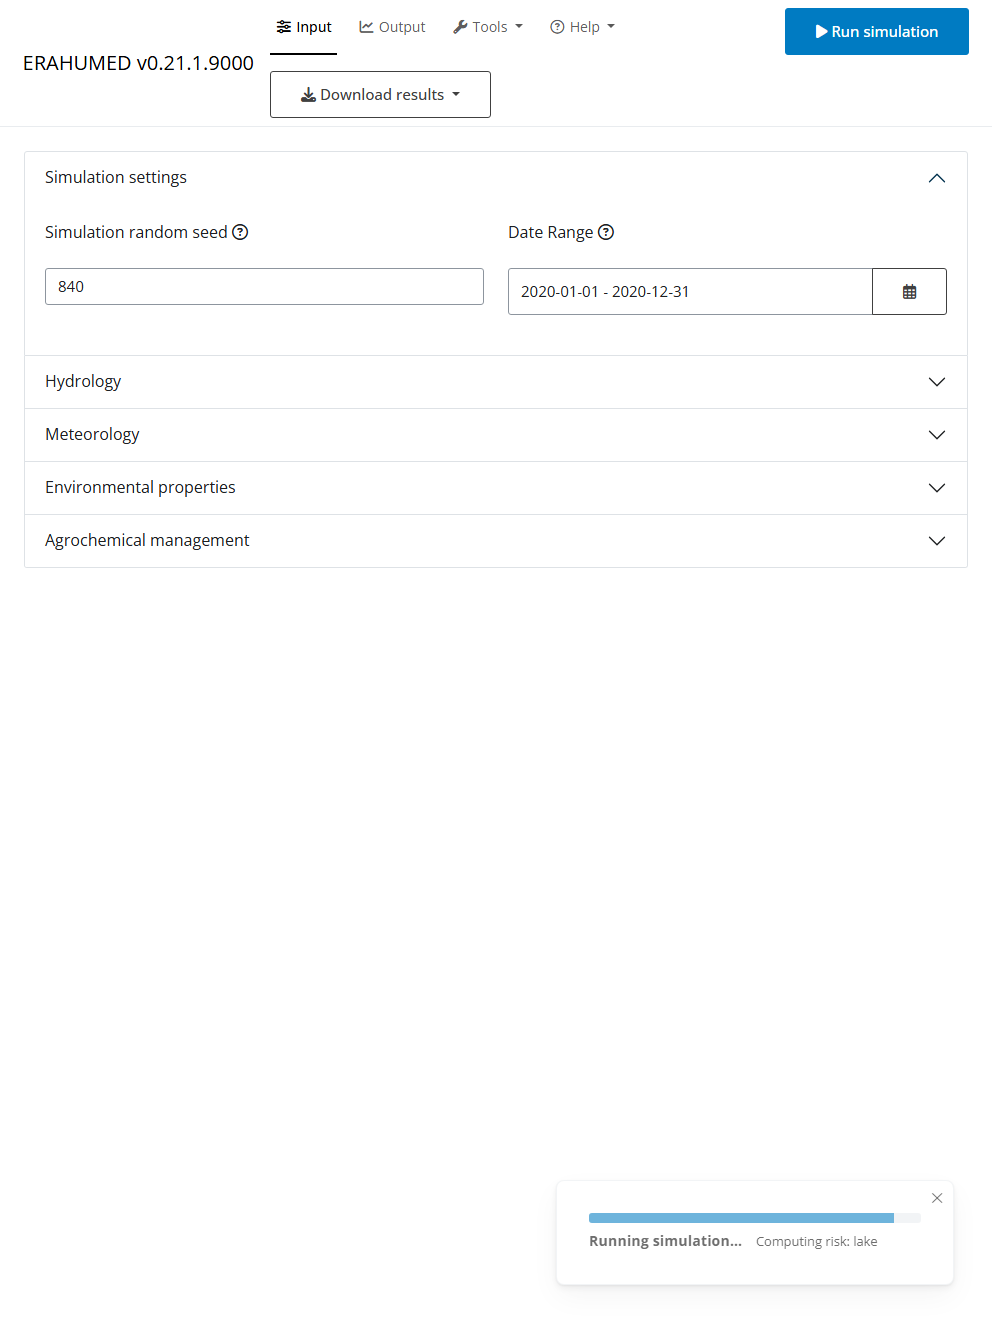 ERAHUMED v0.21.1.9000
Input
Output
Tools
Help
Download results
Run simulation
Simulation settings
Simulation random seed
Date Range
840
2020-01-01 - 2020-12-31
Hydrology
Meteorology
Environmental properties
Agrochemical management
Running simulation... Computing risk: lake